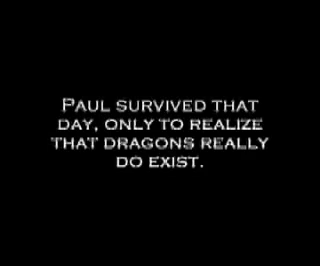 Paul survived that
day, only to realize
that dragons really
do exist.